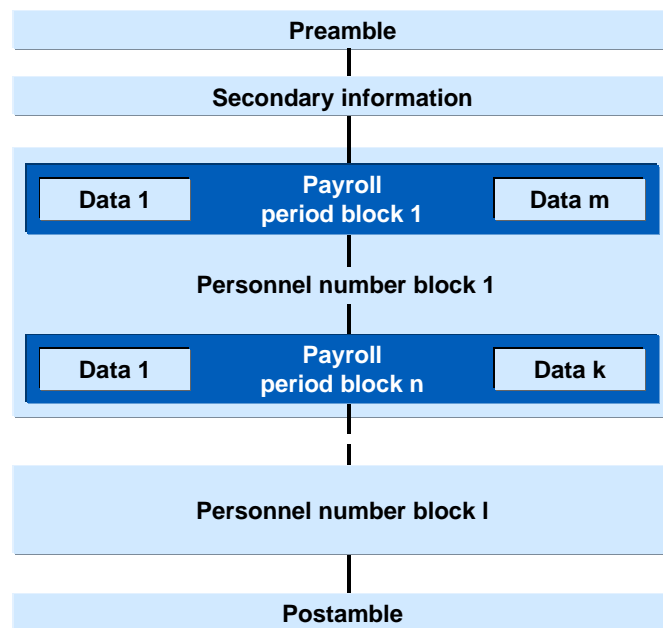 Preamble
Secondary information
Data 1
Payroll
period block 1
Data m
Personnel number block 1
Data 1
Payroll
period block n
Data k
Personnel number block l
Postamble